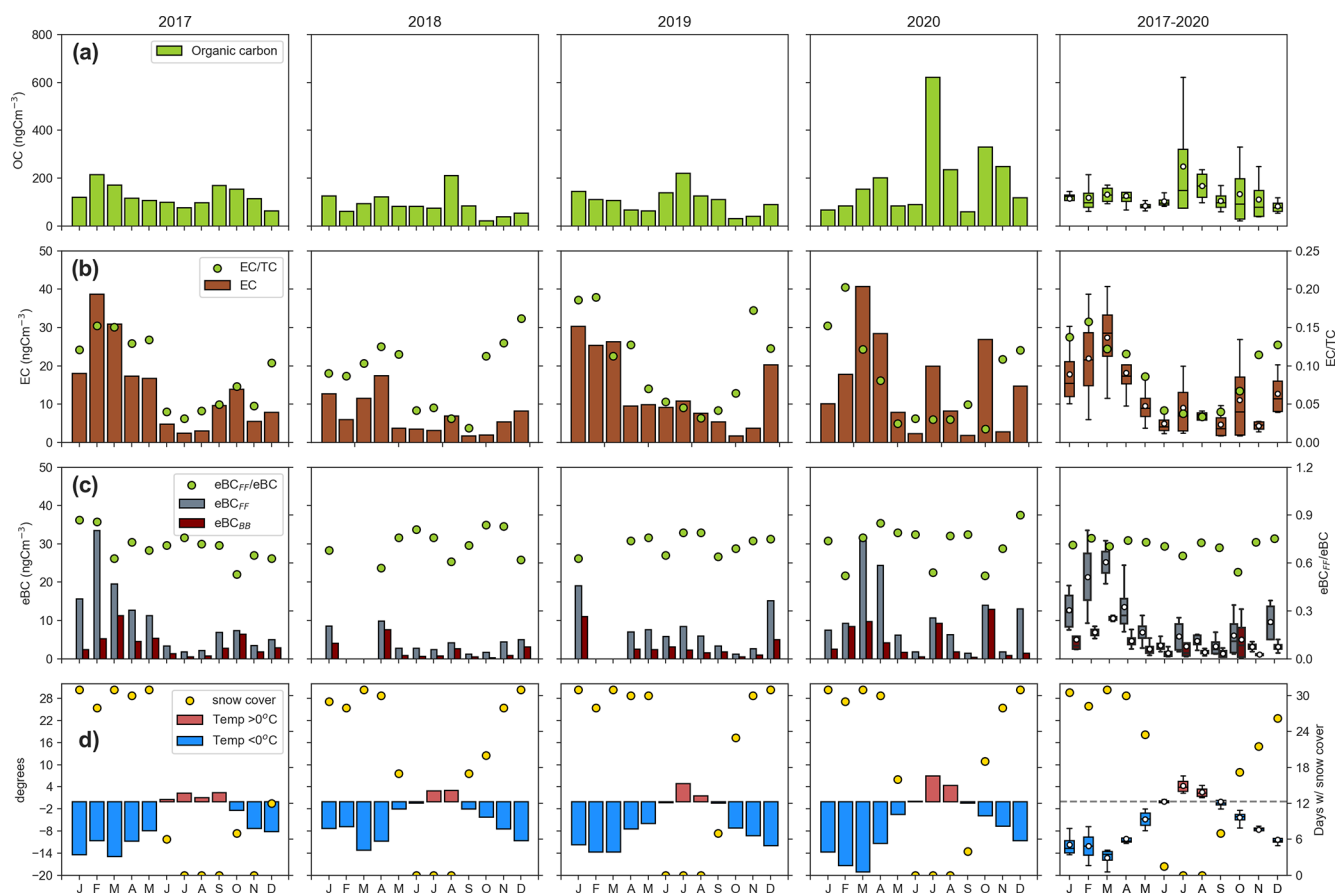 2017 2018 2019 2020 2017-2020
(a)
Organic carbon
OC (ngCm⁻³)
800
600
400
200
0
(b)
EC/TC
EC
EC (ngCm⁻³)
50
40
30
20
10
0
0.25
0.20
0.15
0.10
0.05
0.00
EC/TC
(c)
eBC_FF/eBC
eBC_FF
eBC_BB
eBC (ngCm⁻³)
50
40
30
20
10
0
1.2
0.9
0.6
0.3
0.0
eBC_FF/eBC
d)
snow cover
Temp >0°C
Temp <0°C
degrees
28
22
16
10
4
−2
−8
−14
−20
30
24
18
12
6
0
Days w/ snow cover
J F M A M J J A S O N D J F M A M J J A S O N D J F M A M J J A S O N D J F M A M J J A S O N D J F M A M J J A S O N D